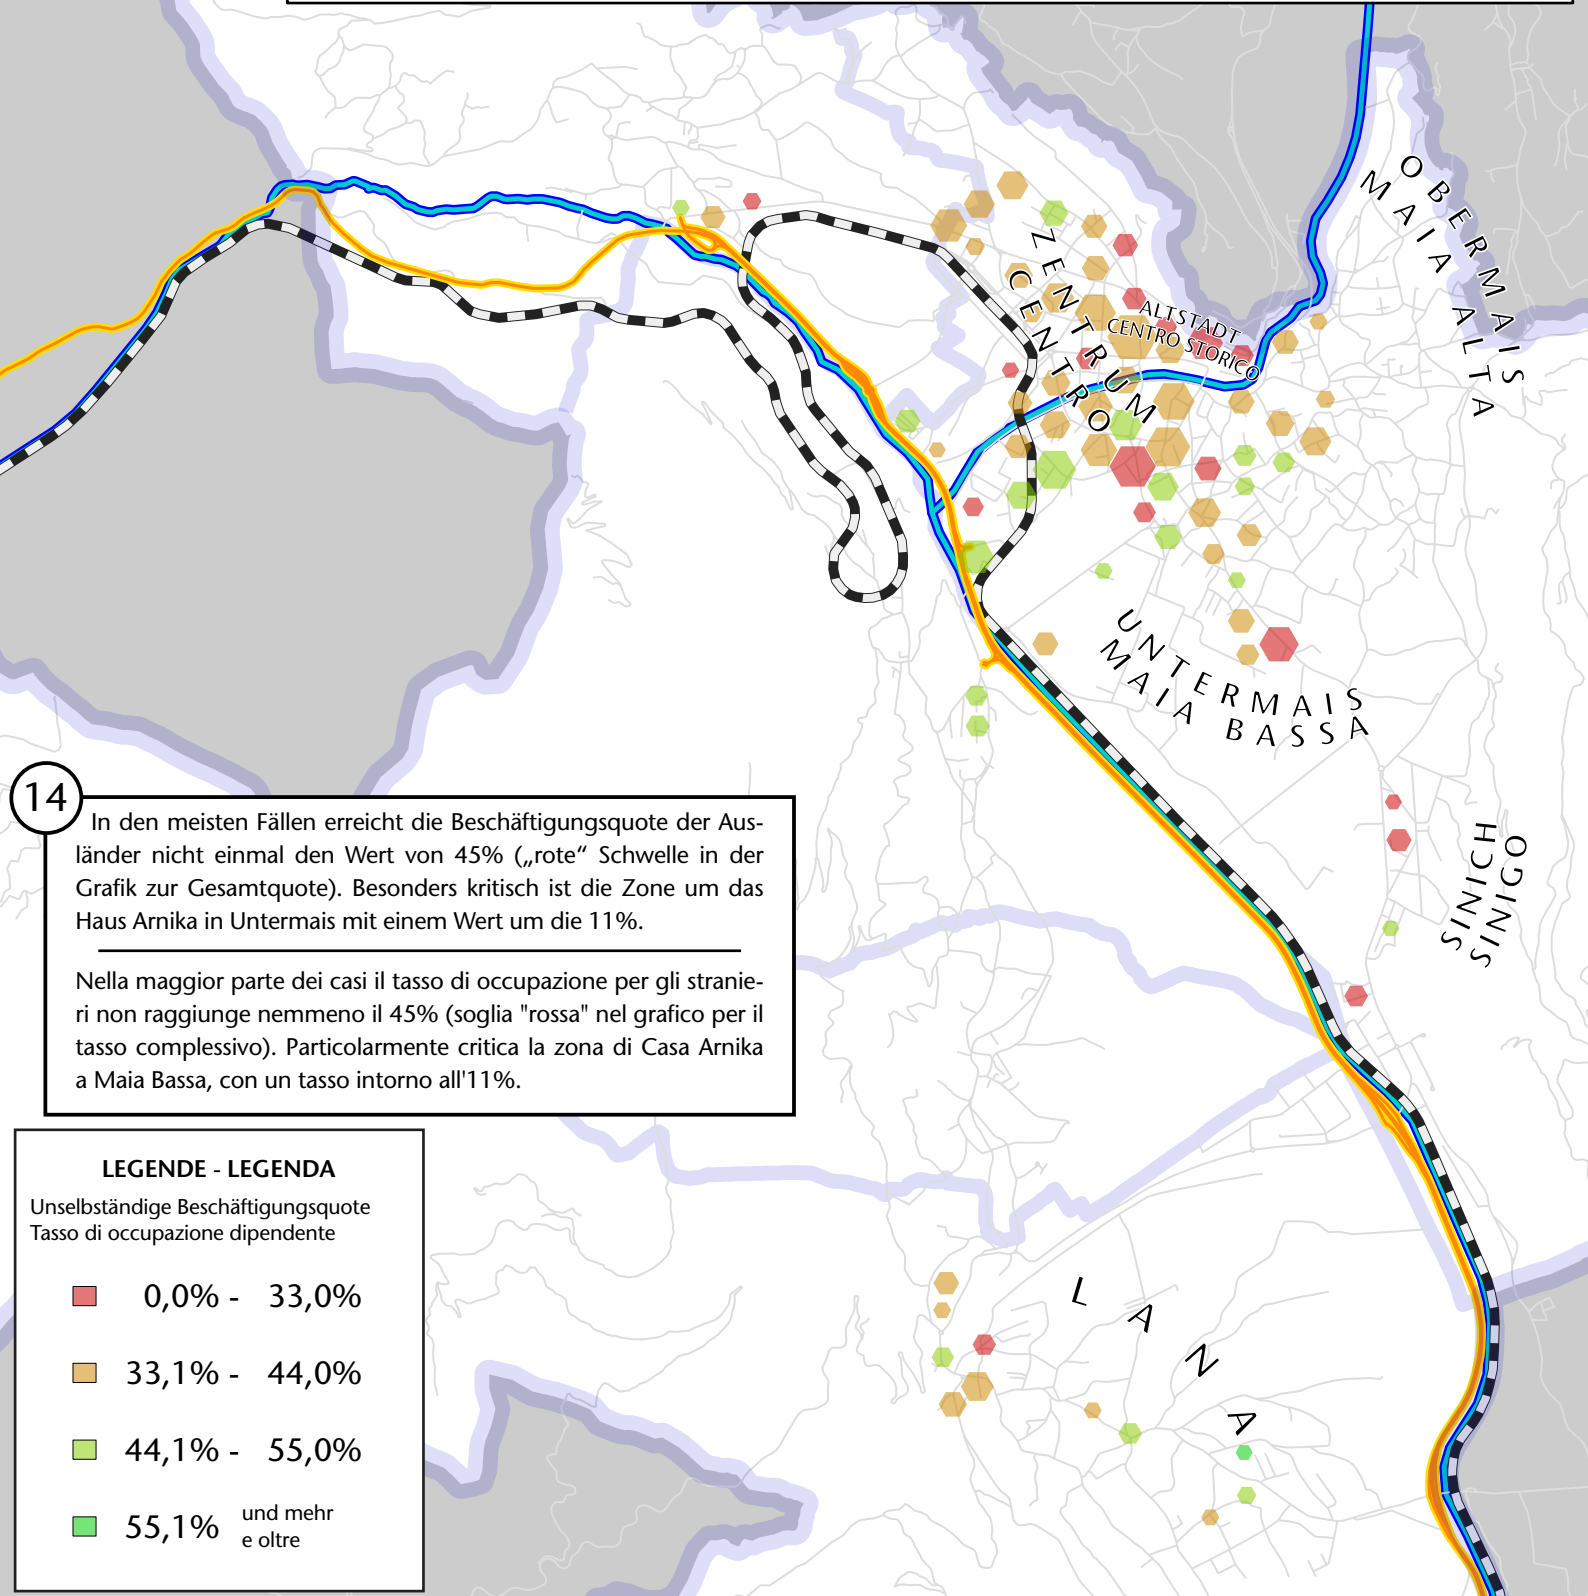 OBERMAIS
MAIA ALTA
ZENTRUM
CENTRO
ALTSTADT
CENTRO STORICO
UNTERMAIS
MAIA BASSA
14
In den meisten Fällen erreicht die Beschäftigungsquote der Aus-
länder nicht einmal den Wert von 45% („rote“ Schwelle in der
Grafik zur Gesamtquote). Besonders kritisch ist die Zone um das
Haus Arnika in Untermais mit einem Wert um die 11%.
Nella maggior parte dei casi il tasso di occupazione per gli stranie-
ri non raggiunge nemmeno il 45% (soglia "rossa" nel grafico per il
tasso complessivo). Particolarmente critica la zona di Casa Arnika
a Maia Bassa, con un tasso intorno all'11%.
SINICH
SINIGO
LANA
LEGENDE - LEGENDA
Unselbständige Beschäftigungsquote
Tasso di occupazione dipendente
0,0% - 33,0%
33,1% - 44,0%
44,1% - 55,0%
55,1% und mehr
e oltre